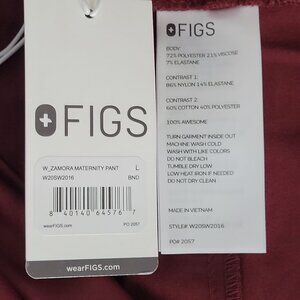 FIGS
W_ZAMORA MATERNITY PANT L
W20SW2016 BND
8 40140 64576 7
PO 2057
wearFIGS.com
wearFIGS.com
FIGS
BODY:
72% POLYESTER 21% VISCOSE
7% ELASTANE
CONTRAST 1:
86% NYLON 14% ELASTANE
CONTRAST 2:
60% COTTON 40% POLYESTER
100% AWESOME
TURN GARMENT INSIDE OUT
MACHINE WASH COLD
WASH WITH LIKE COLORS
DO NOT BLEACH
TUMBLE DRY LOW
LOW HEAT IRON IF NEEDED
DO NOT DRY CLEAN
MADE IN VIETNAM
STYLE# W20SW2016
PO# 2057